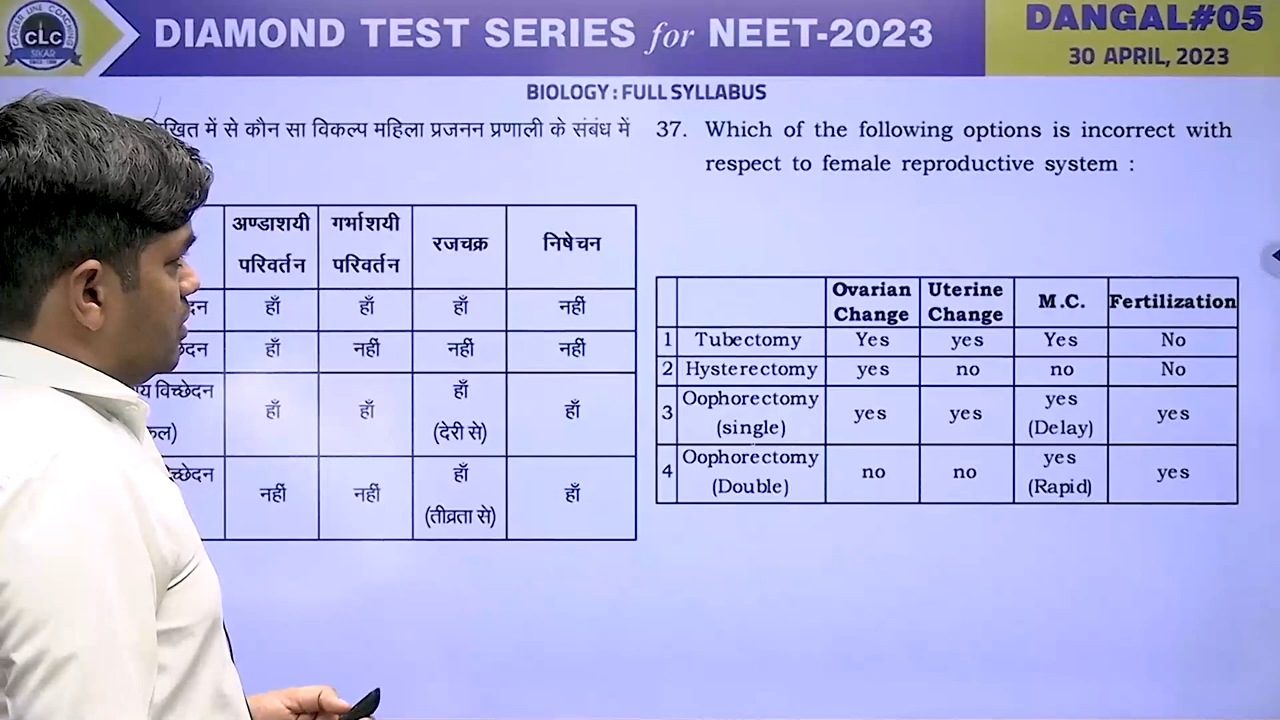 CLC
SIKAR
DIAMOND TEST SERIES for NEET-2023
DANGAL#05
30 APRIL, 2023
BIOLOGY : FULL SYLLABUS
में से कौन सा विकल्प महिला प्रजनन प्रणाली के संबंध में
अण्डाशयी परिवर्तन गर्भाशयी परिवर्तन रजचक्र निषेचन
हाँ हाँ हाँ नहीं
हाँ नहीं नहीं नहीं
विच्छेदन हाँ हाँ हाँ (देरी से) हाँ
नहीं नहीं हाँ (तीव्रता से) हाँ
37. Which of the following options is incorrect with
respect to female reproductive system :
Ovarian Change Uterine Change M.C. Fertilization
1 Tubectomy Yes yes Yes No
2 Hysterectomy yes no no No
3 Oophorectomy (single) yes yes yes (Delay) yes
4 Oophorectomy (Double) no no yes (Rapid) yes